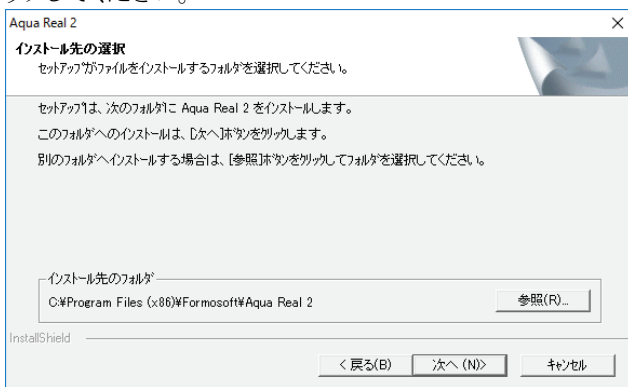 Aqua Real 2
インストール先の選択
セットアップがファイルをインストールするフォルダを選択してください。
セットアップは、次のフォルダに Aqua Real 2 をインストールします。
このフォルダへのインストールは、[次へ]ボタンをクリックします。
別のフォルダへインストールする場合は、[参照]ボタンをクリックしてフォルダを選択してください。
インストール先のフォルダ
C:¥Program Files (x86)¥Formosoft¥Aqua Real 2
参照(R)...
InstallShield
< 戻る(B)
次へ (N)>
キャンセル